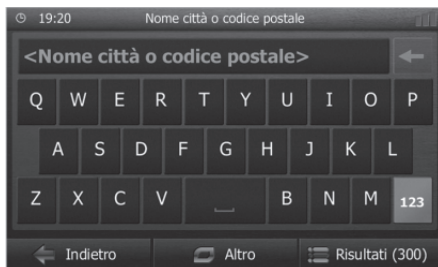 19:20 Nome città o codice postale
<Nome città o codice postale>
Q W E R T Y U I O P
A S D F G H J K L
Z X C V B N M 123
Indietro Altro Risultati (300)